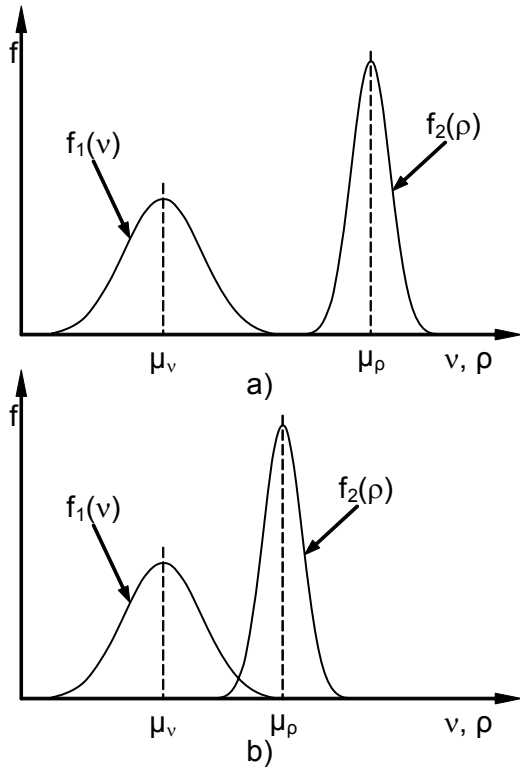 f
f₁(ν)
f₂(ρ)
μᵥ
μᵨ
ν, ρ
a)
f
f₁(ν)
f₂(ρ)
μᵥ
μᵨ
ν, ρ
b)